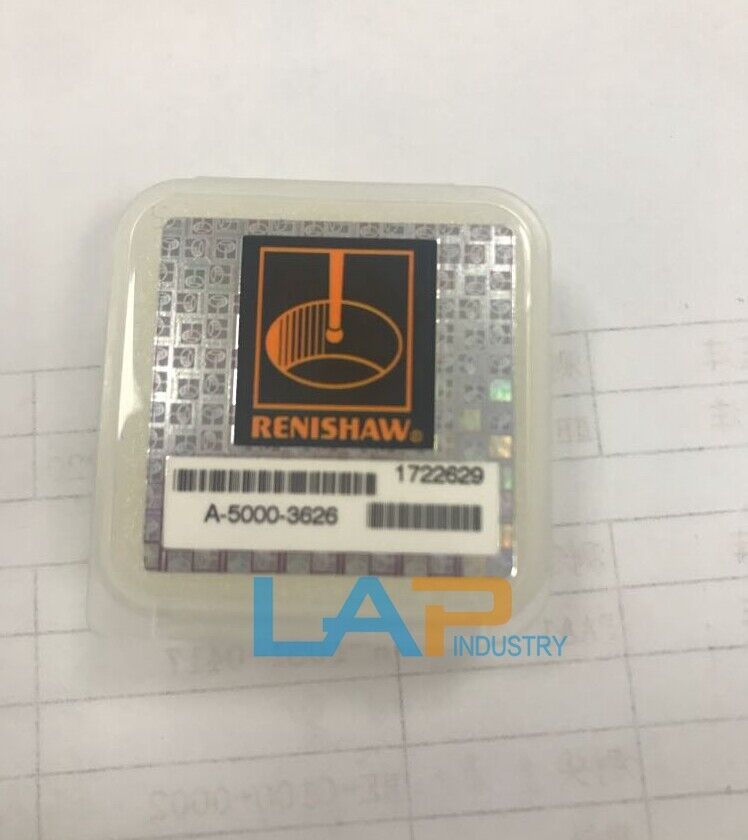 RENISHAW®
1722629
A-5000-3626
LAP INDUSTRY